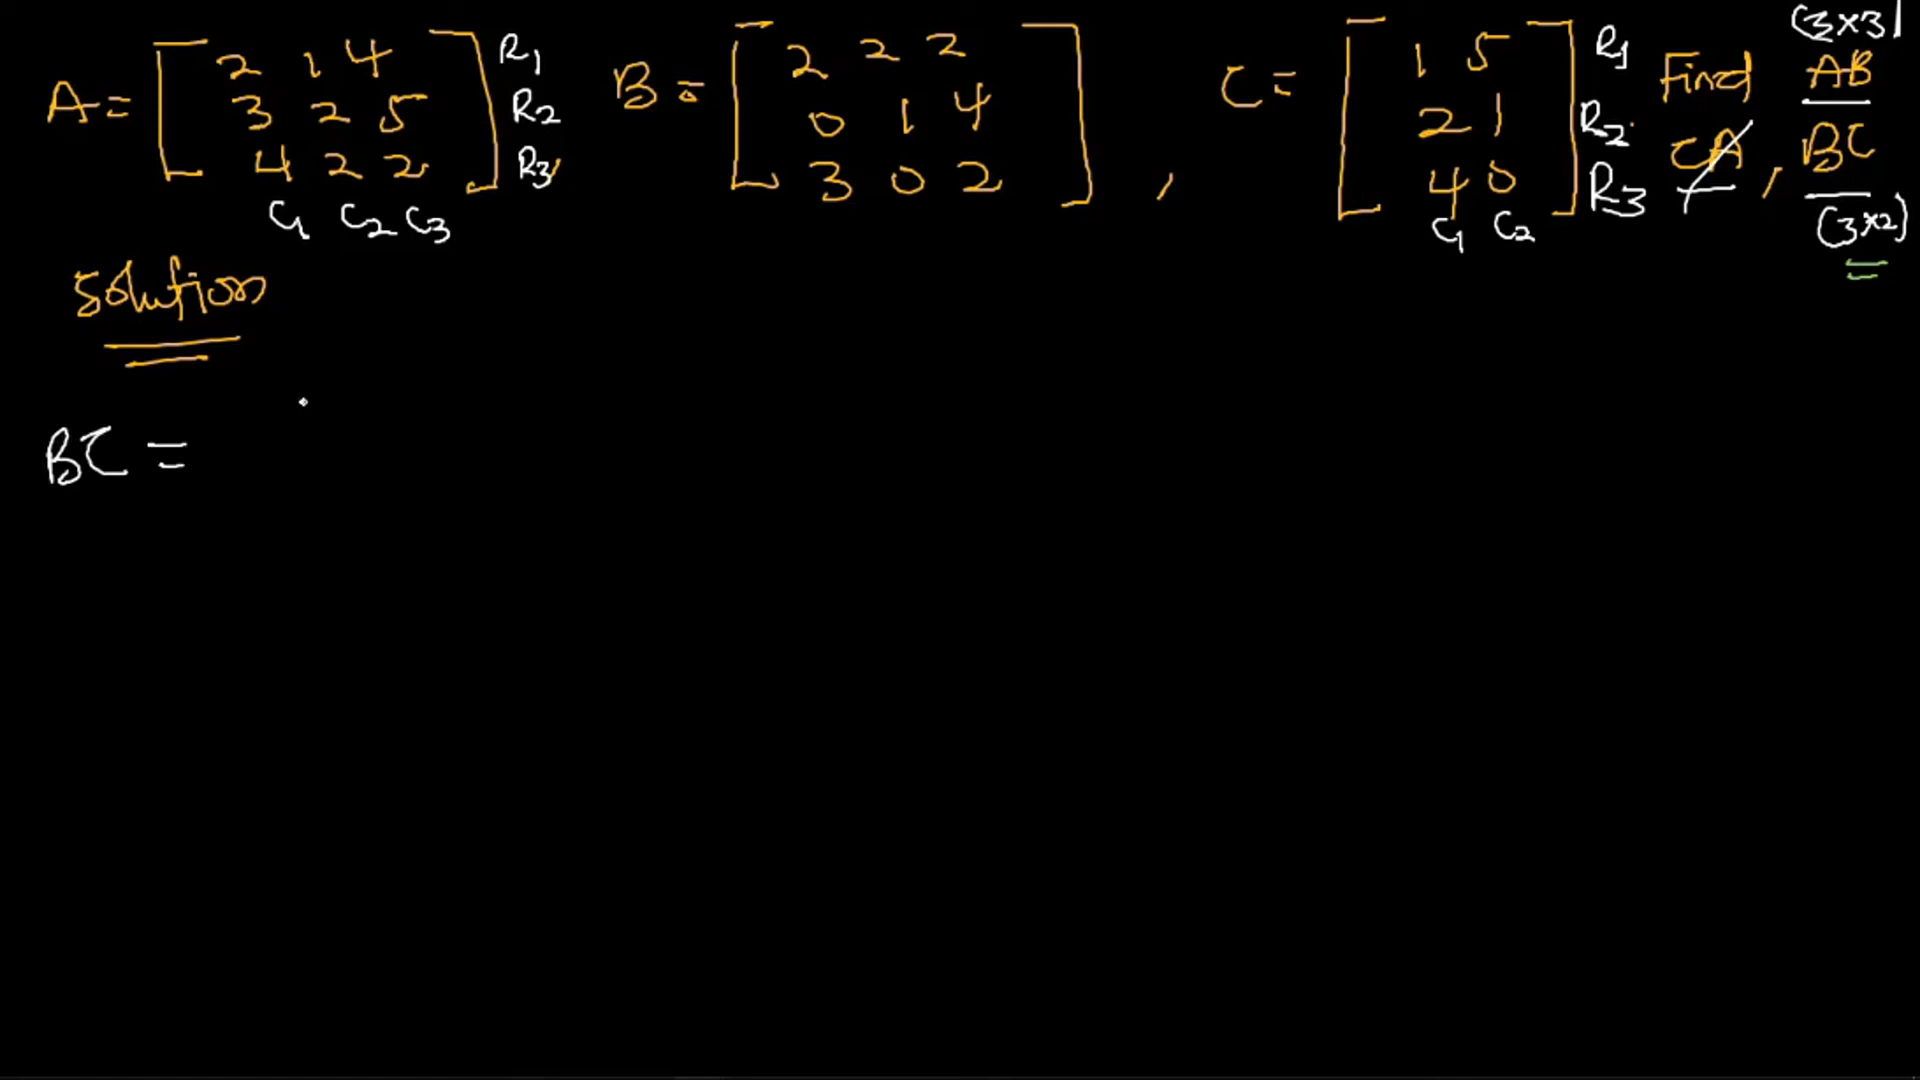 (3×3)
A = [ 2 1 4 ] R1 B = [ 2 2 2 ] C = [ 1 5 ] R1 Find AB
3 2 5 R2 0 1 4 2 1 R2 CA, BC
4 2 2 R3 3 0 2 , 4 0 R3
C1 C2 C3 C1 C2 (3×2)
Solution
BC =